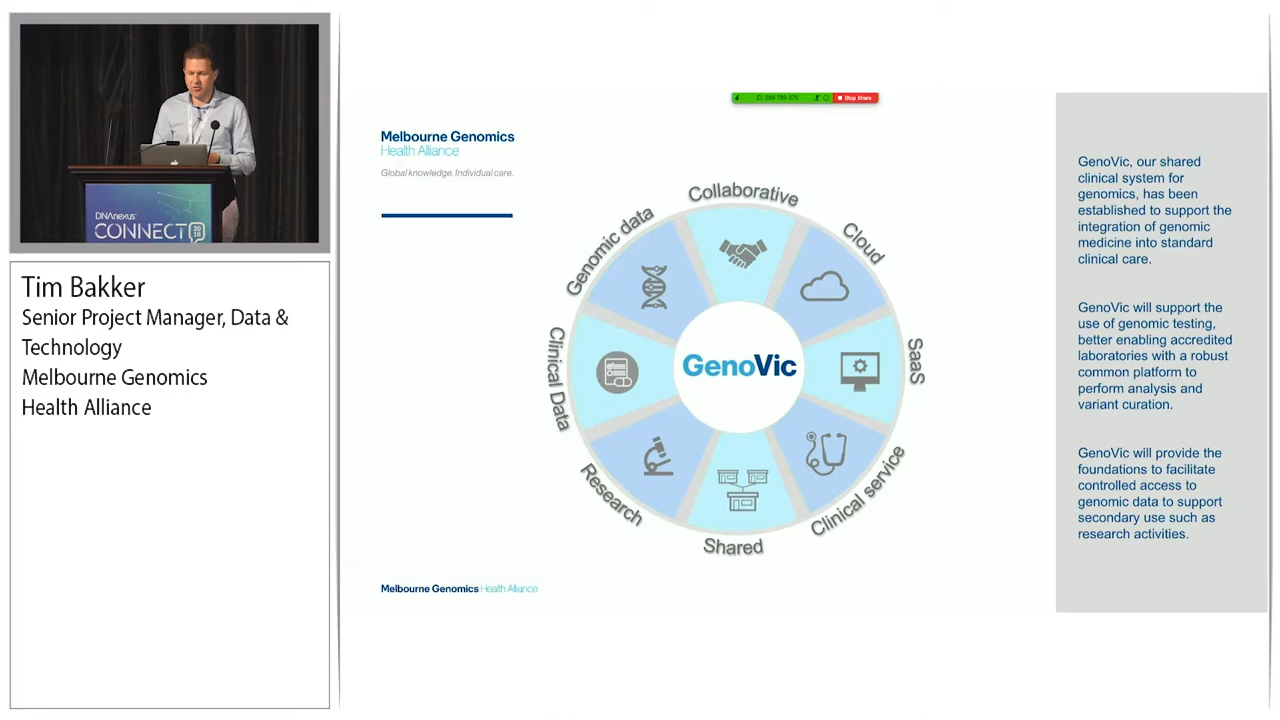 DNAnexus
CONNECT 2018
Tim Bakker
Senior Project Manager, Data &
Technology
Melbourne Genomics
Health Alliance
ID: 299-789-076
Stop Share
Melbourne Genomics
Health Alliance
Global knowledge. Individual care.
Collaborative
Cloud
SaaS
Clinical service
Shared
Research
Clinical Data
Genomic data
GenoVic
GenoVic, our shared
clinical system for
genomics, has been
established to support the
integration of genomic
medicine into standard
clinical care.
GenoVic will support the
use of genomic testing,
better enabling accredited
laboratories with a robust
common platform to
perform analysis and
variant curation.
GenoVic will provide the
foundations to facilitate
controlled access to
genomic data to support
secondary use such as
research activities.
Melbourne Genomics Health Alliance